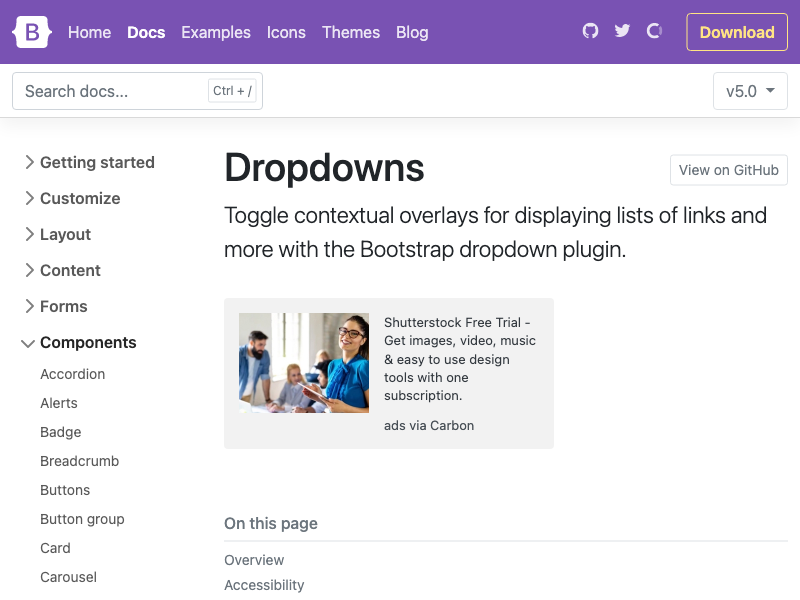 B Home Docs Examples Icons Themes Blog Download
Search docs... Ctrl + / v5.0
Getting started
Customize
Layout
Content
Forms
Components
Accordion
Alerts
Badge
Breadcrumb
Buttons
Button group
Card
Carousel
Dropdowns
View on GitHub
Toggle contextual overlays for displaying lists of links and
more with the Bootstrap dropdown plugin.
Shutterstock Free Trial -
Get images, video, music
& easy to use design
tools with one
subscription.
ads via Carbon
On this page
Overview
Accessibility